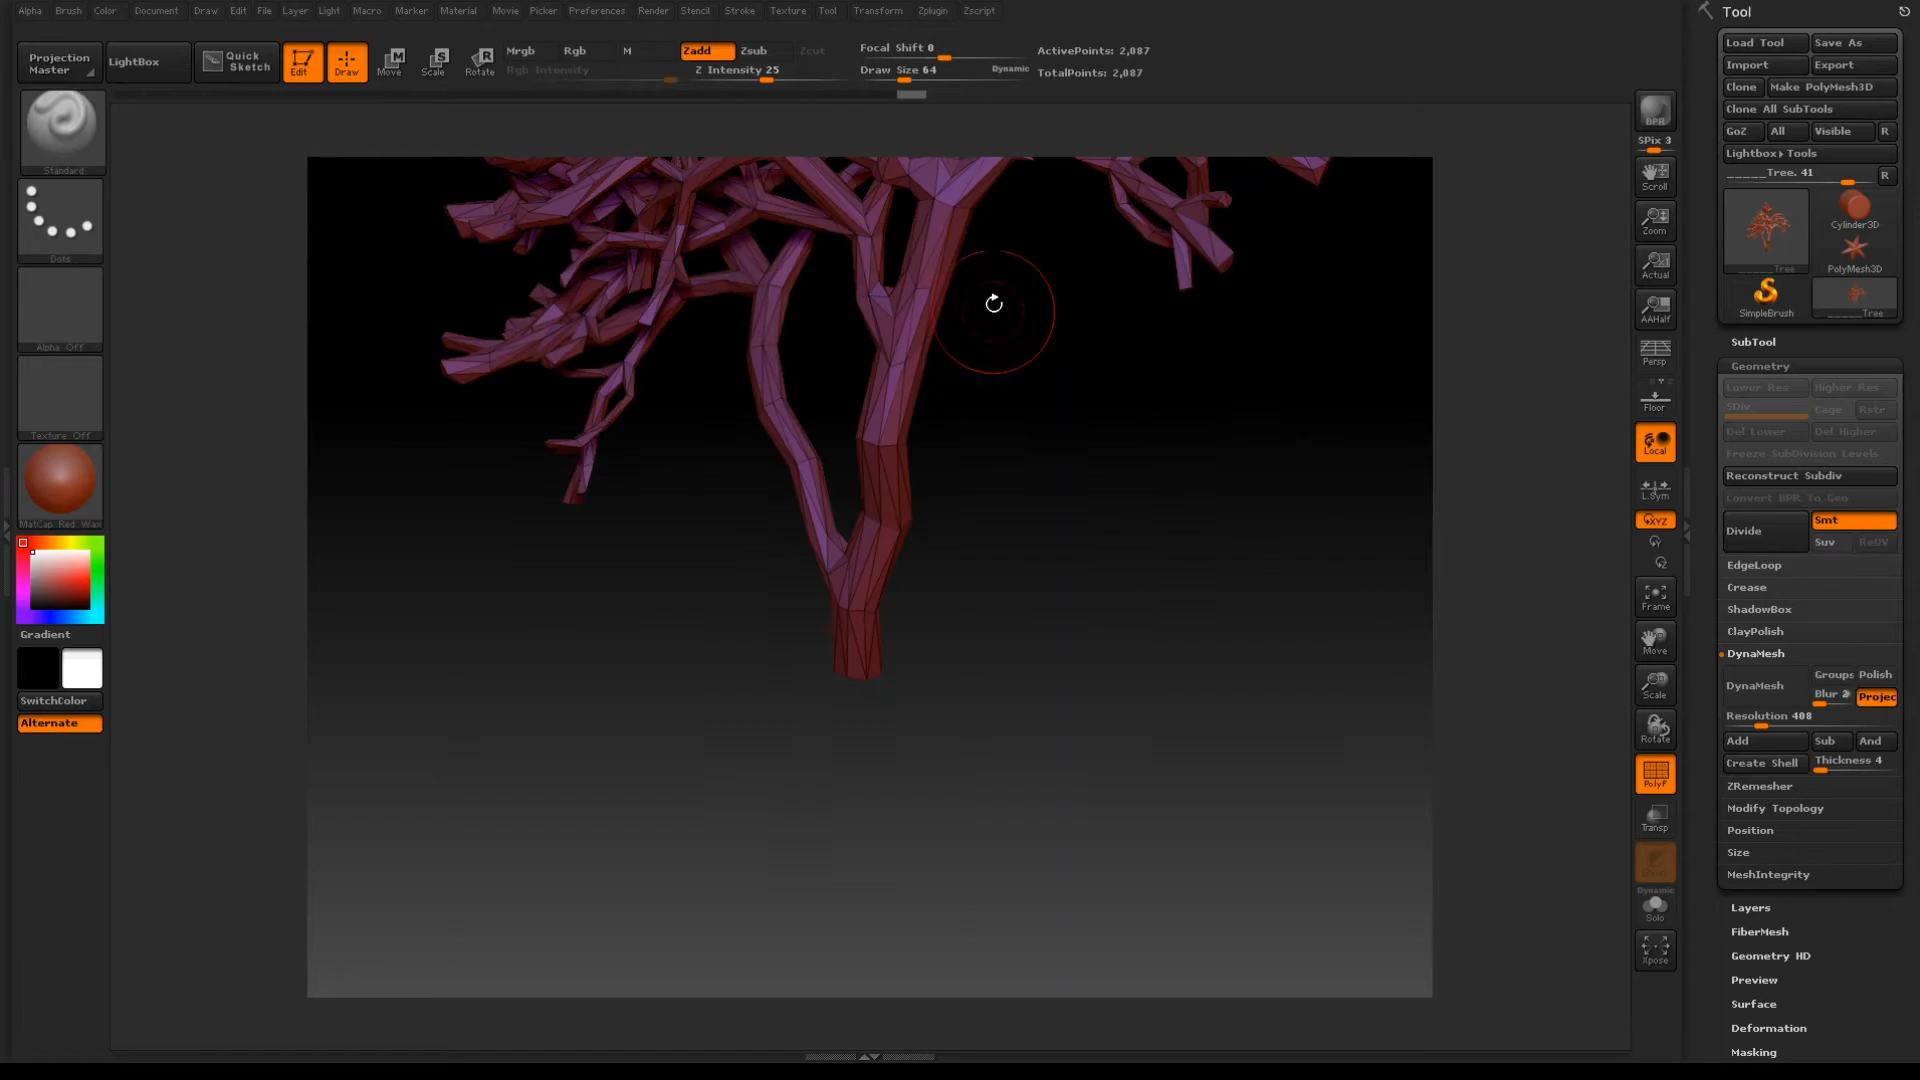 Alpha Brush Color Document Draw Edit File Layer Light Macro Marker Material Movie Picker Preferences Render Stencil Stroke Texture Tool Transform Zplugin Zscript
Projection Master
LightBox
Quick Sketch
Edit
Draw
Move
Scale
Rotate
Mrgb Rgb M
Rgb Intensity
Zadd Zsub Zcut
Z Intensity 25
Focal Shift 0
Draw Size 64
Dynamic
ActivePoints: 2,087
TotalPoints: 2,087
Standard
Dots
Alpha Off
Texture Off
MatCap Red Wax
Gradient
SwitchColor
Alternate
BPR
SPix 3
Scroll
Zoom
Actual
AAHalf
Persp
Floor
Local
L.Sym
XYZ
Frame
Move
Scale
Rotate
PolyF
Transp
Dynamic
Solo
Xpose
Tool
Load Tool Save As
Import Export
Clone Make PolyMesh3D
Clone All SubTools
GoZ All Visible R
Lightbox▸Tools
_____Tree. 41 R
_____Tree
Cylinder3D
PolyMesh3D
SimpleBrush
_____Tree
SubTool
Geometry
Lower Res Higher Res
SDiv Cage Rstr
Del Lower Del Higher
Freeze SubDivision Levels
Reconstruct Subdiv
Convert BPR To Geo
Divide
Smt
Suv ReUV
EdgeLoop
Crease
ShadowBox
ClayPolish
DynaMesh
DynaMesh
Groups Polish
Blur 2 Projec
Resolution 408
Add Sub And
Create Shell Thickness 4
ZRemesher
Modify Topology
Position
Size
MeshIntegrity
Layers
FiberMesh
Geometry HD
Preview
Surface
Deformation
Masking